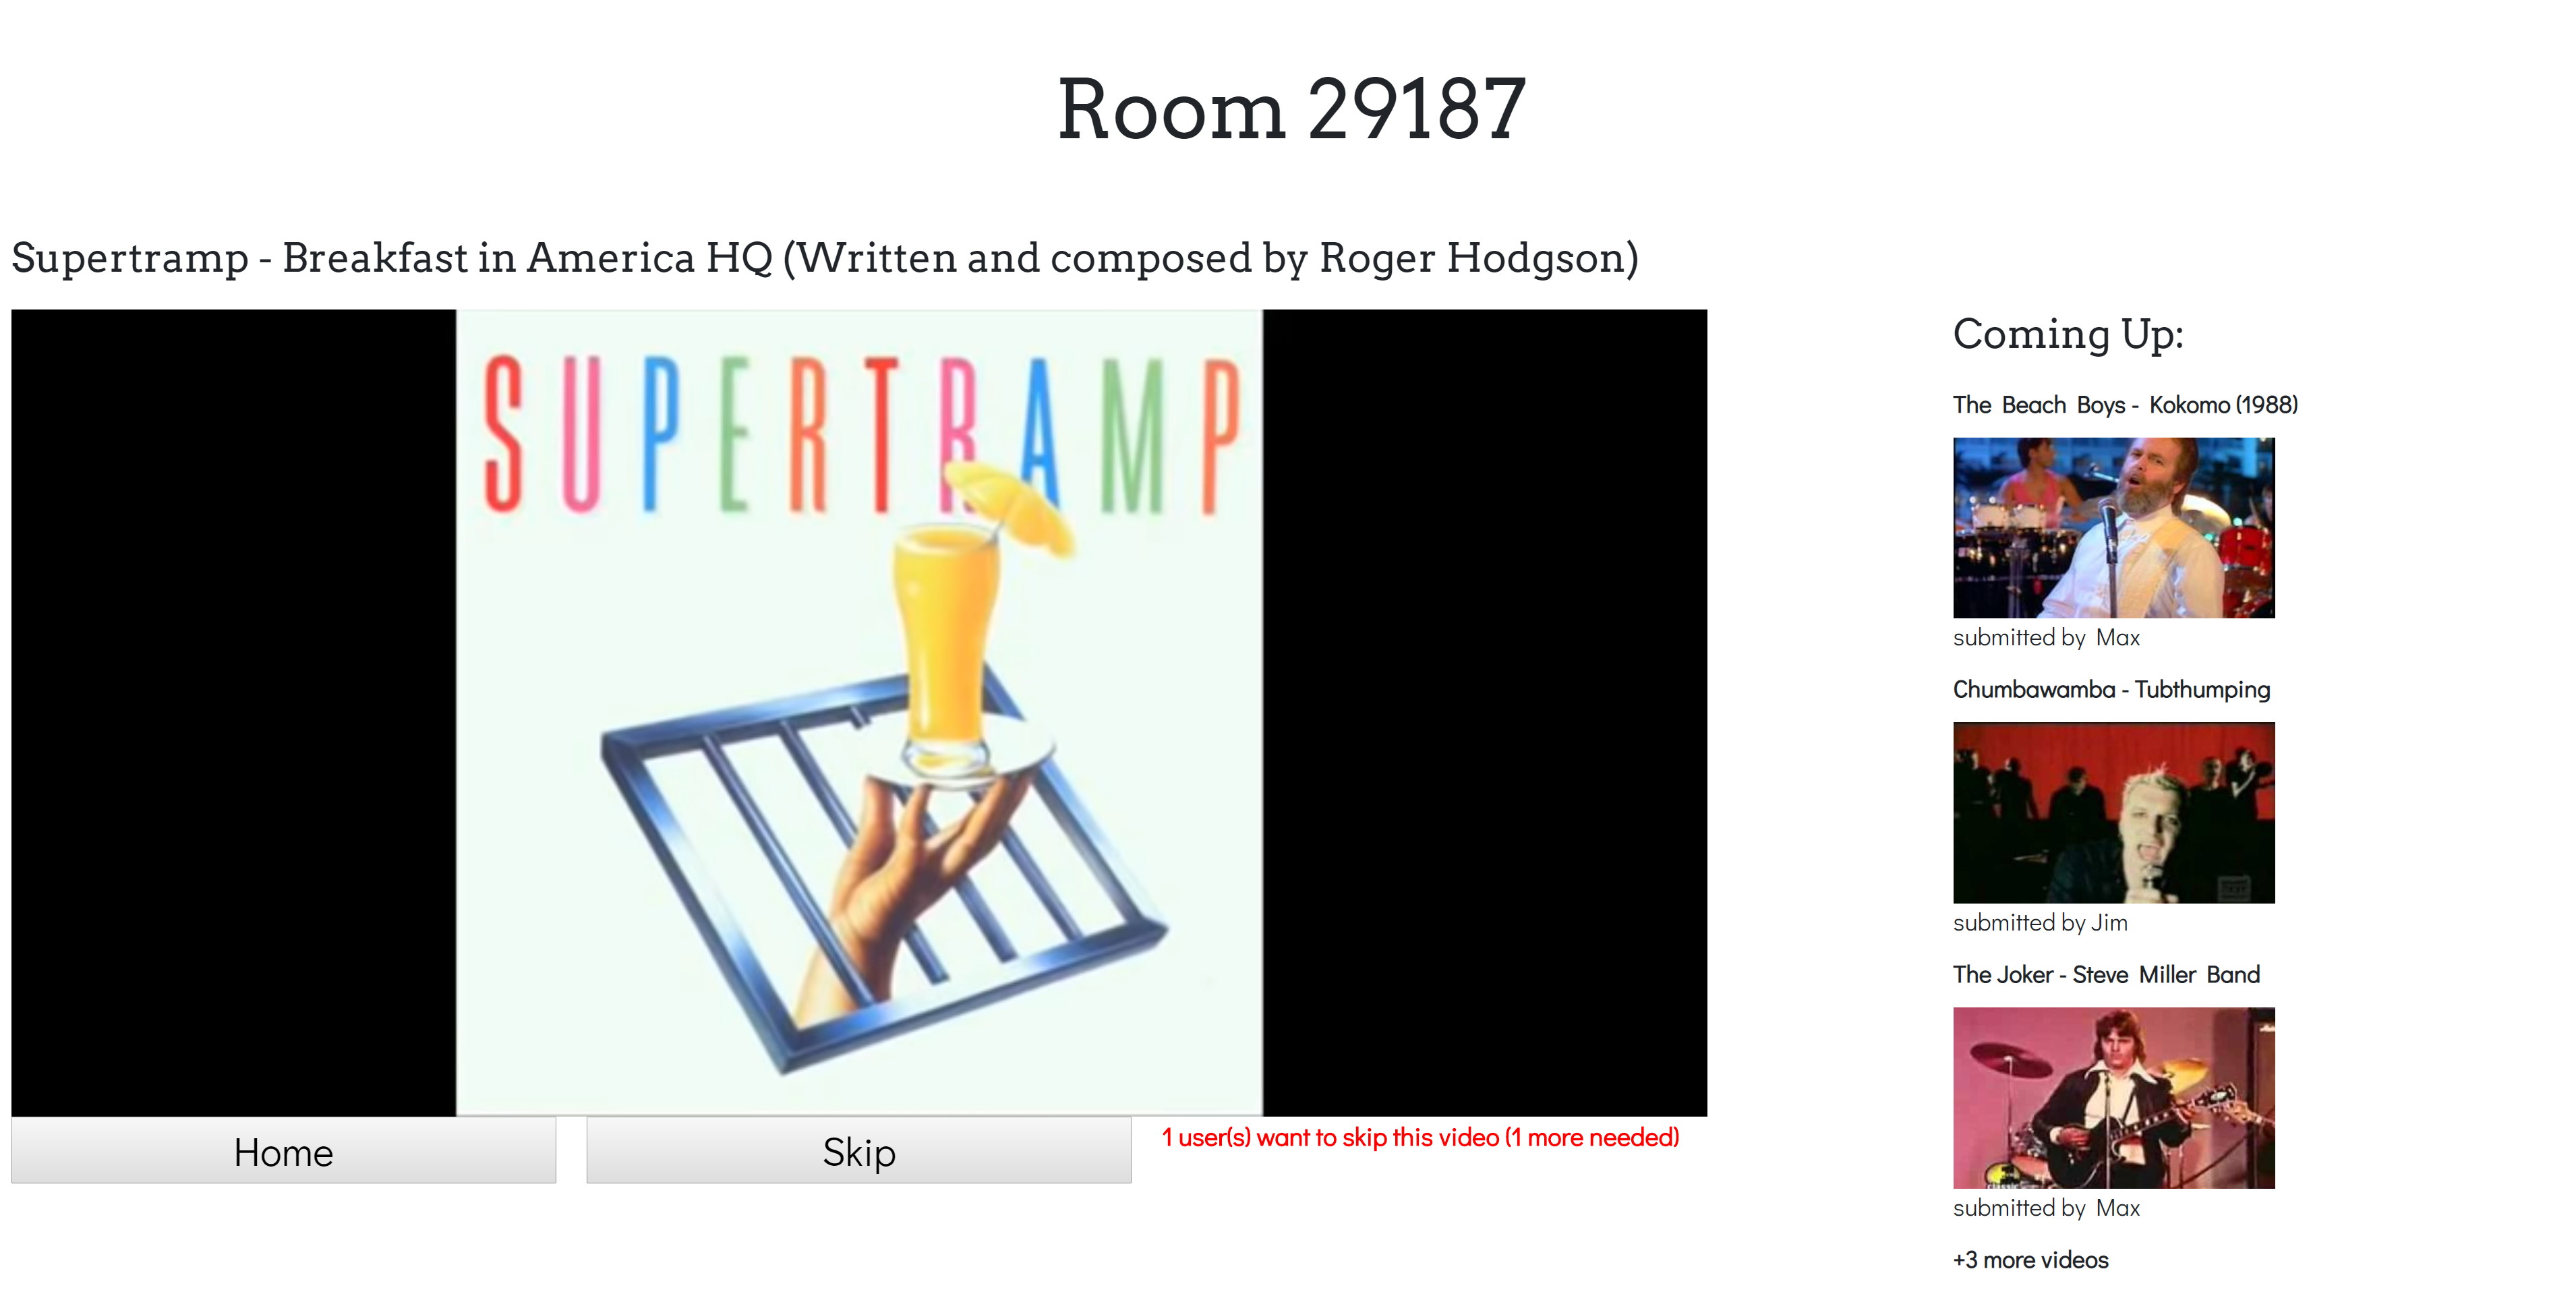 Room 29187
Supertramp - Breakfast in America HQ (Written and composed by Roger Hodgson)
SUPERTRAMP
Home
Skip
1 user(s) want to skip this video (1 more needed)
Coming Up:
The Beach Boys - Kokomo (1988)
submitted by Max
Chumbawamba - Tubthumping
submitted by Jim
The Joker - Steve Miller Band
submitted by Max
+3 more videos